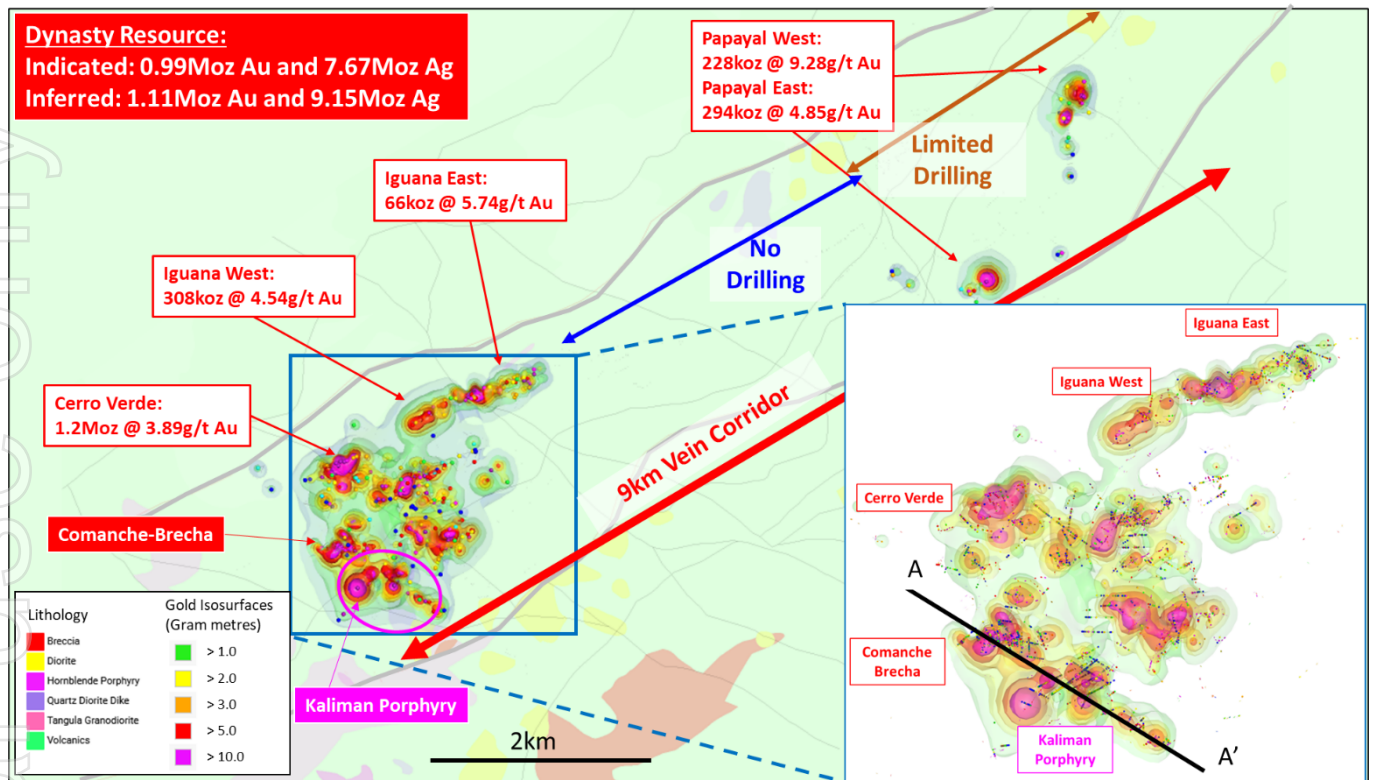 Dynasty Resource:
Indicated: 0.99Moz Au and 7.67Moz Ag
Inferred: 1.11Moz Au and 9.15Moz Ag
Papayal West:
228koz @ 9.28g/t Au
Papayal East:
294koz @ 4.85g/t Au
Limited
Drilling
Iguana East:
66koz @ 5.74g/t Au
No
Drilling
Iguana West:
308koz @ 4.54g/t Au
Cerro Verde:
1.2Moz @ 3.89g/t Au
9km Vein Corridor
Comanche-Brecha
Kaliman Porphyry
2km
Lithology
Breccia
Diorite
Hornblende Porphyry
Quartz Diorite Dike
Tangula Granodiorite
Volcanics
Gold Isosurfaces
(Gram metres)
> 1.0
> 2.0
> 3.0
> 5.0
> 10.0
Iguana East
Iguana West
Cerro Verde
A
Comanche
Brecha
Kaliman
Porphyry
A'